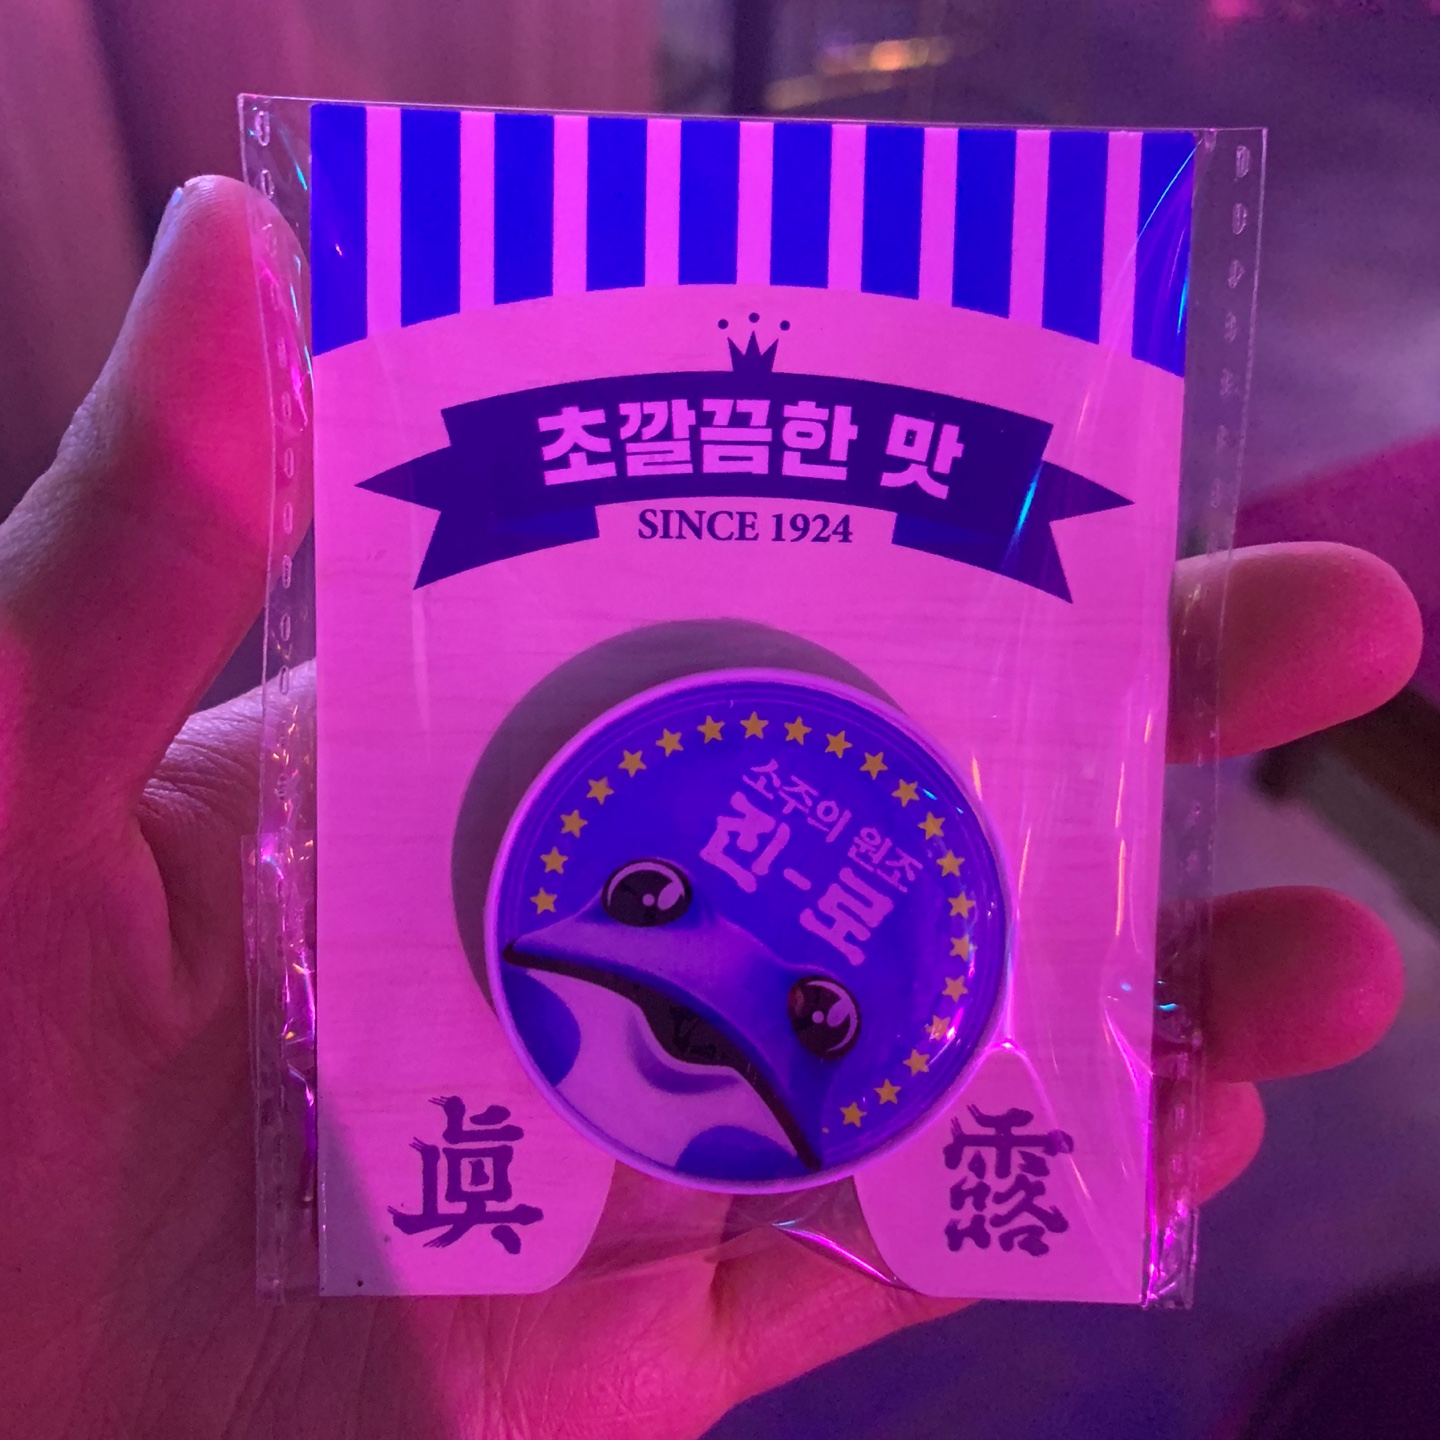 초깔끔한 맛
SINCE 1924
소주의 원조
진-로
眞
露